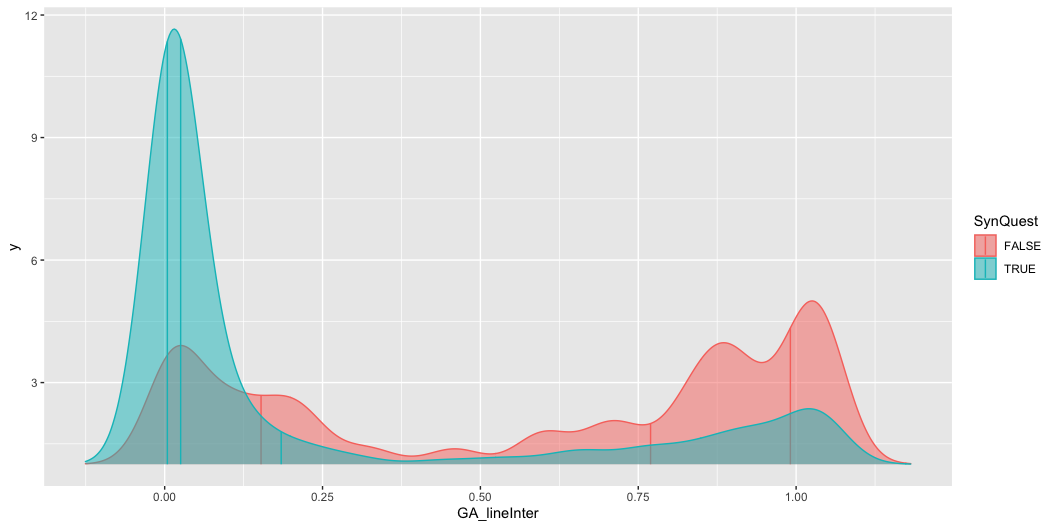 12
9
6
3
y
0.00 0.25 0.50 0.75 1.00
GA_lineInter
SynQuest
FALSE
TRUE